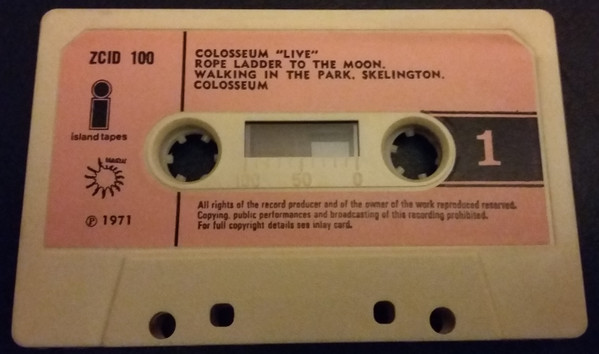 ZCID 100
COLOSSEUM "LIVE"
ROPE LADDER TO THE MOON.
WALKING IN THE PARK. SKELINGTON.
COLOSSEUM
island tapes
1
100 50 0
℗ 1971
All rights of the record producer and of the owner of the work reproduced reserved.
Copying, public performances and broadcasting of this recording prohibited.
For full copyright details see inlay card.